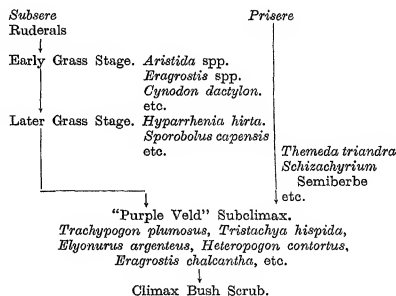 Subsere Prisere
Ruderals
Early Grass Stage. Aristida spp.
Eragrostis spp.
Cynodon dactylon.
etc.
Later Grass Stage. Hyparrhenia hirta.
Sporobolus capensis
etc.
Themeda triandra
Schizachyrium
Semiberbe
etc.
"Purple Veld" Subclimax.
Trachypogon plumosus, Tristachya hispida,
Elyonurus argenteus, Heteropogon contortus,
Eragrostis chalcantha, etc.
Climax Bush Scrub.